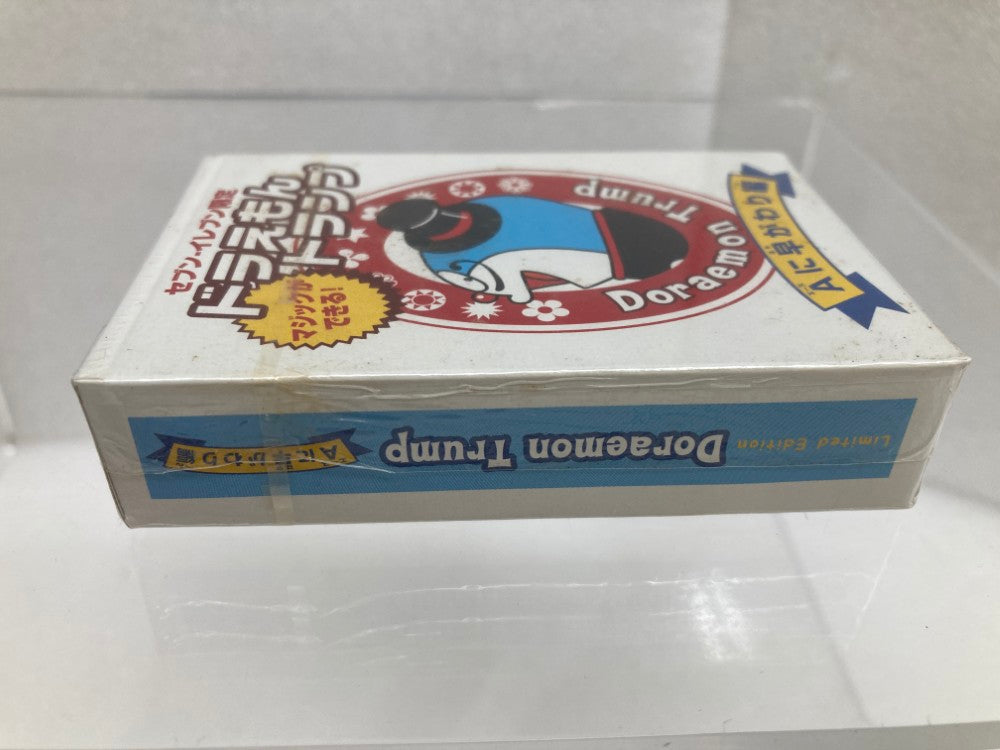 セブン-イレブン限定
ドラえもん
トランプ
マジックが
できる!
Doraemon Trump
Aに早がわり編
Limited Edition
Doraemon Trump
Aに早がわり編